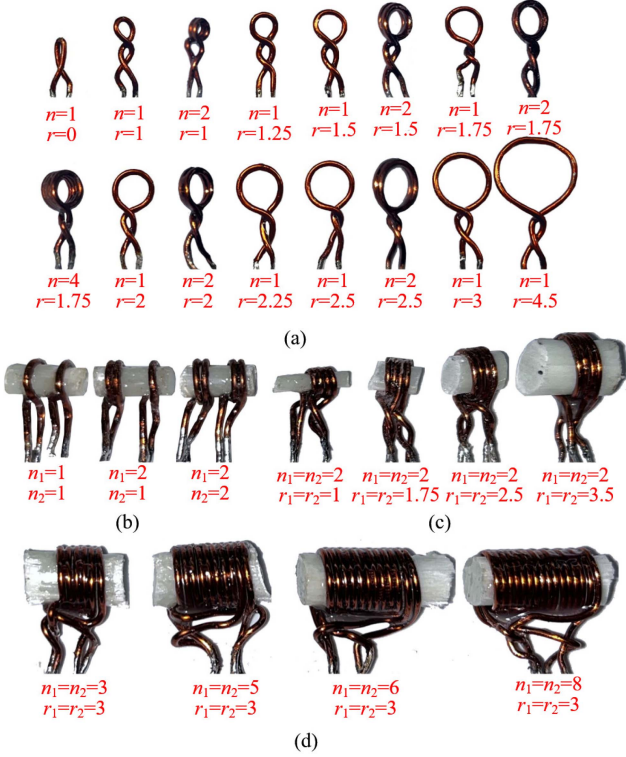 n=1 n=1 n=2 n=1 n=1 n=2 n=1 n=2
r=0 r=1 r=1 r=1.25 r=1.5 r=1.5 r=1.75 r=1.75
n=4 n=1 n=2 n=1 n=1 n=2 n=1 n=1
r=1.75 r=2 r=2 r=2.25 r=2.5 r=2.5 r=3 r=4.5
(a)
n₁=1 n₁=2 n₁=2 n₁=n₂=2 n₁=n₂=2 n₁=n₂=2 n₁=n₂=2
n₂=1 n₂=1 n₂=2 r₁=r₂=1 r₁=r₂=1.75 r₁=r₂=2.5 r₁=r₂=3.5
(b) (c)
n₁=n₂=3 n₁=n₂=5 n₁=n₂=6 n₁=n₂=8
r₁=r₂=3 r₁=r₂=3 r₁=r₂=3 r₁=r₂=3
(d)